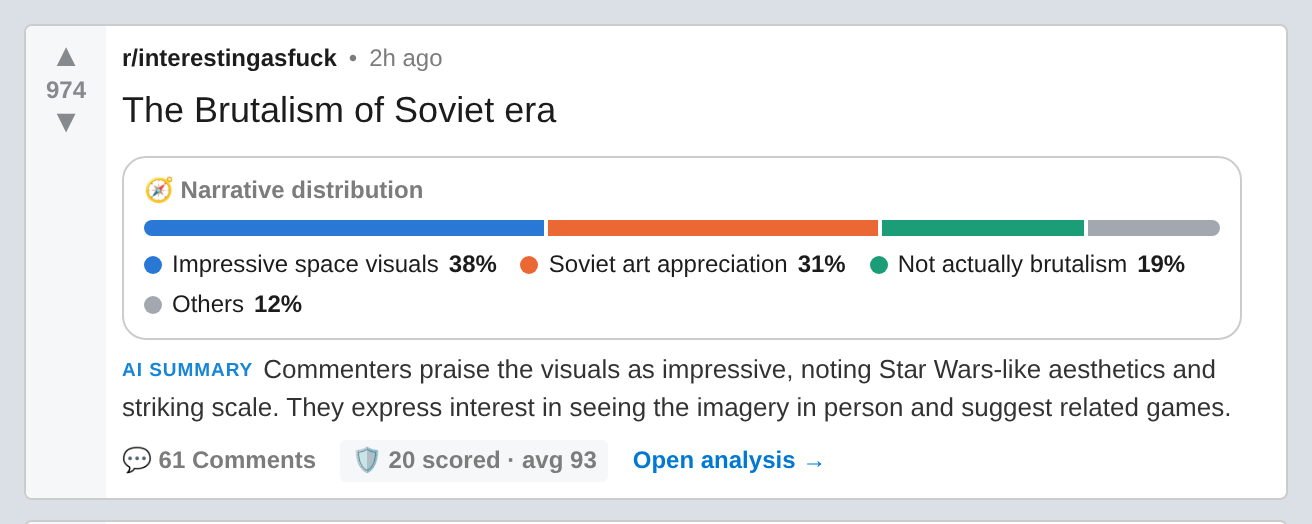 r/interestingasfuck • 2h ago
974
The Brutalism of Soviet era
Narrative distribution
Impressive space visuals 38% Soviet art appreciation 31% Not actually brutalism 19%
Others 12%
AI SUMMARY Commenters praise the visuals as impressive, noting Star Wars-like aesthetics and
striking scale. They express interest in seeing the imagery in person and suggest related games.
61 Comments 20 scored · avg 93 Open analysis →